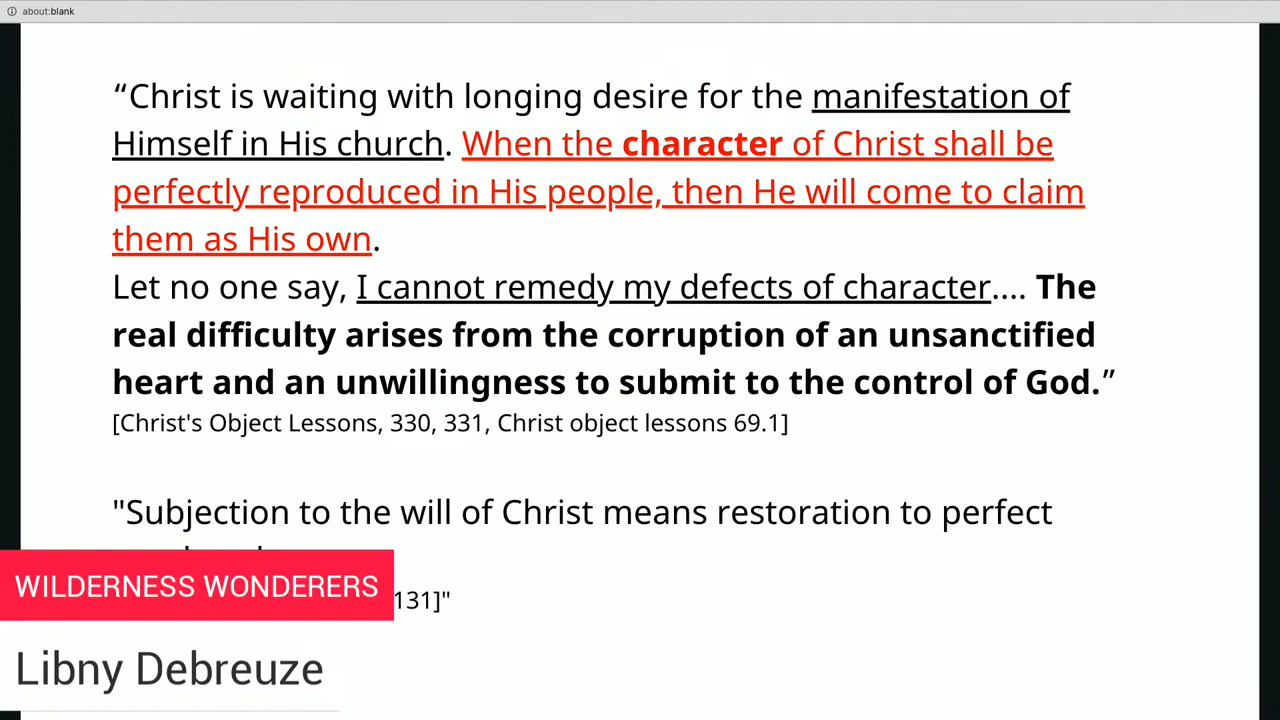 about:blank
“Christ is waiting with longing desire for the manifestation of
Himself in His church. When the character of Christ shall be
perfectly reproduced in His people, then He will come to claim
them as His own.
Let no one say, I cannot remedy my defects of character.... The
real difficulty arises from the corruption of an unsanctified
heart and an unwillingness to submit to the control of God.”
[Christ's Object Lessons, 330, 331, Christ object lessons 69.1]
"Subjection to the will of Christ means restoration to perfect
131]"
WILDERNESS WONDERERS
Libny Debreuze